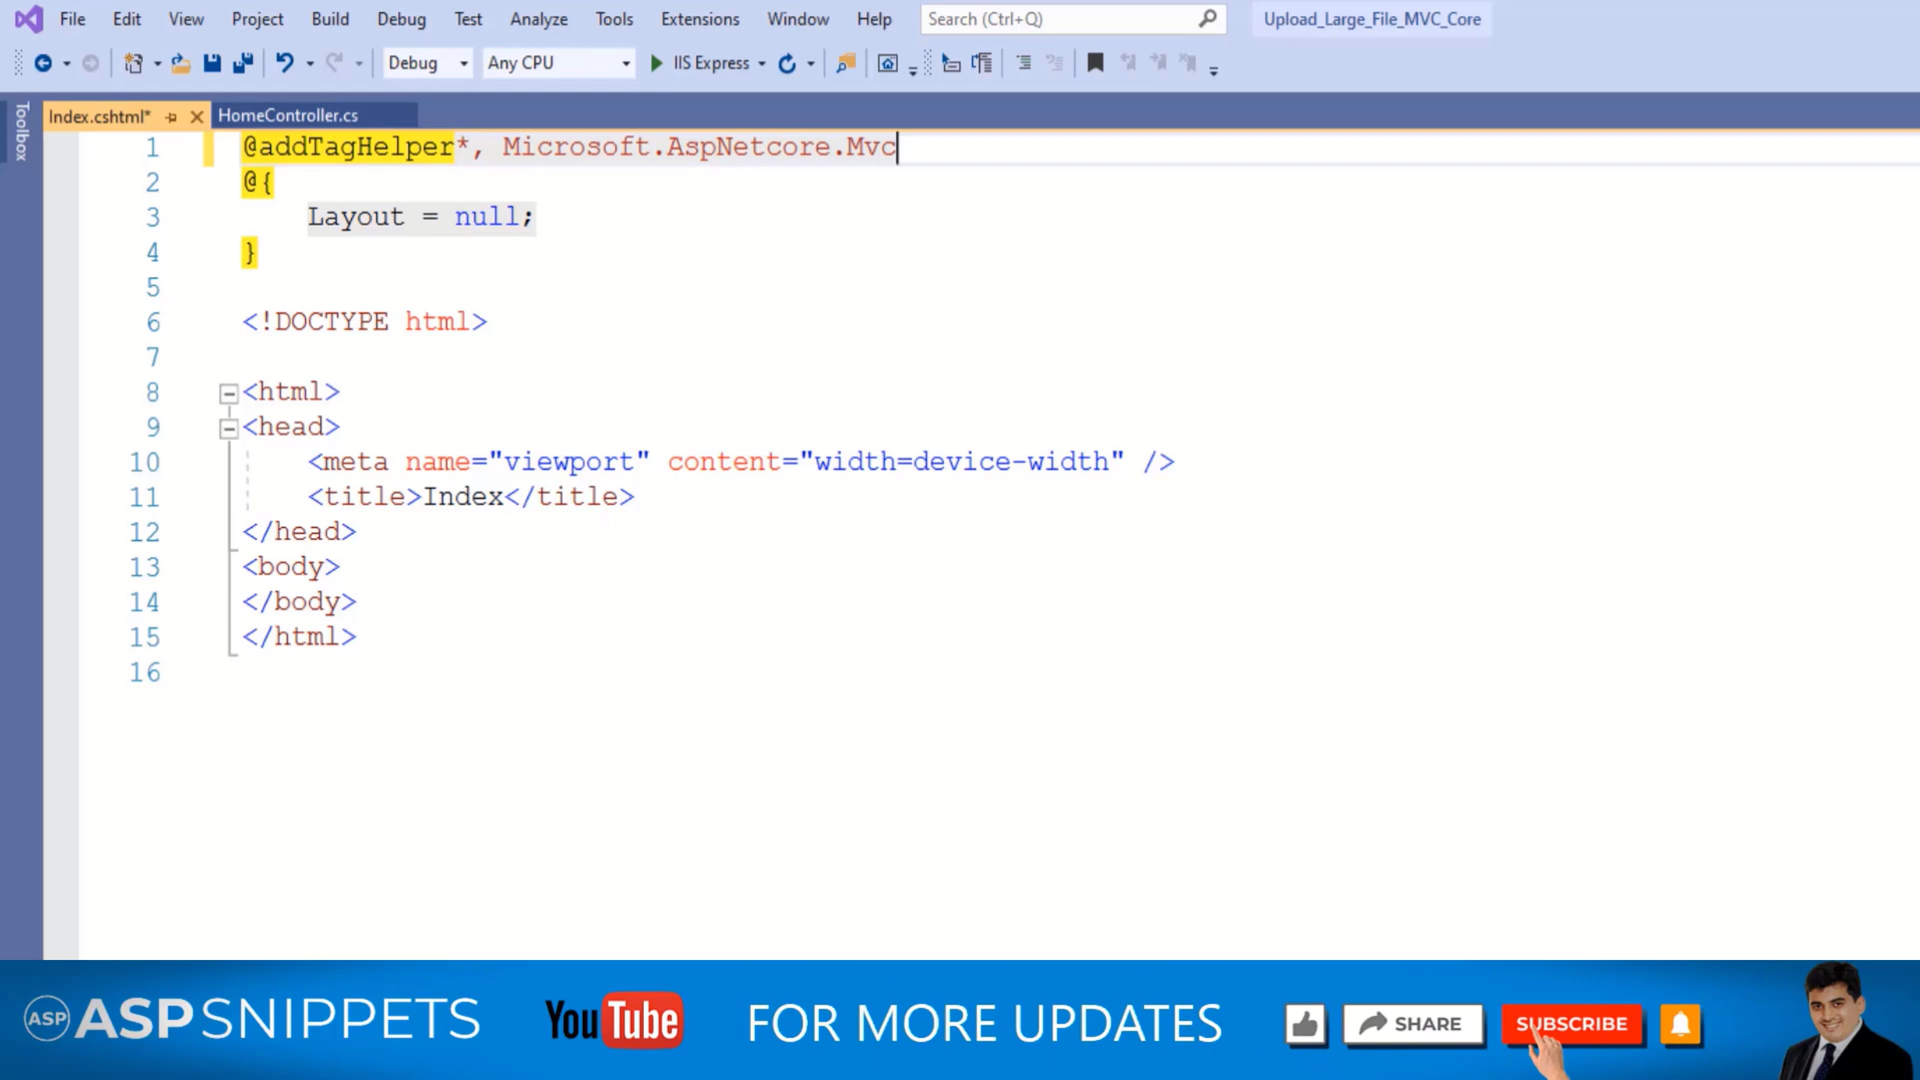 File Edit View Project Build Debug Test Analyze Tools Extensions Window Help Search (Ctrl+Q) Upload_Large_File_MVC_Core
Debug Any CPU IIS Express
Toolbox
Index.cshtml* HomeController.cs
1 @addTagHelper*, Microsoft.AspNetcore.Mvc
2 @{
3 Layout = null;
4 }
5
6 <!DOCTYPE html>
7
8 <html>
9 <head>
10 <meta name="viewport" content="width=device-width" />
11 <title>Index</title>
12 </head>
13 <body>
14 </body>
15 </html>
16
ASP ASPSNIPPETS YouTube FOR MORE UPDATES SHARE SUBSCRIBE